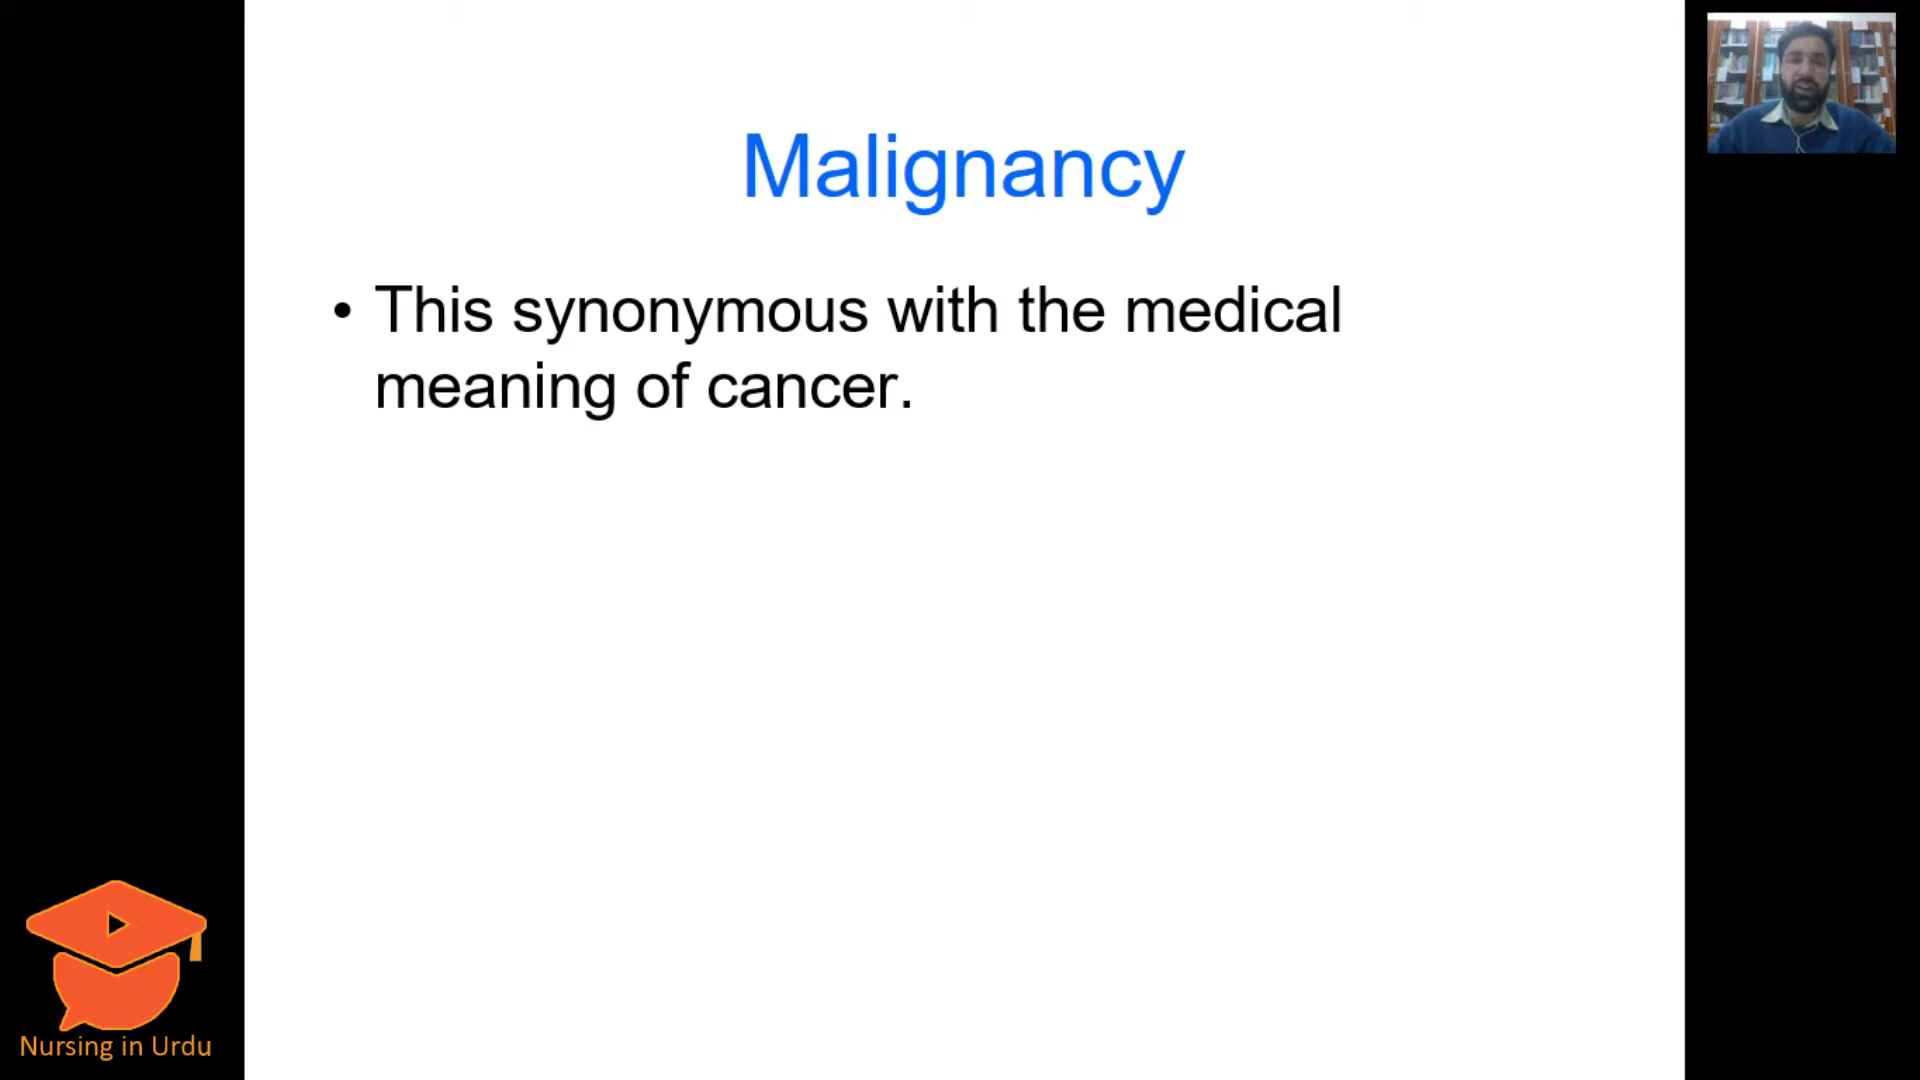 Malignancy
• This synonymous with the medical
meaning of cancer.
Nursing in Urdu